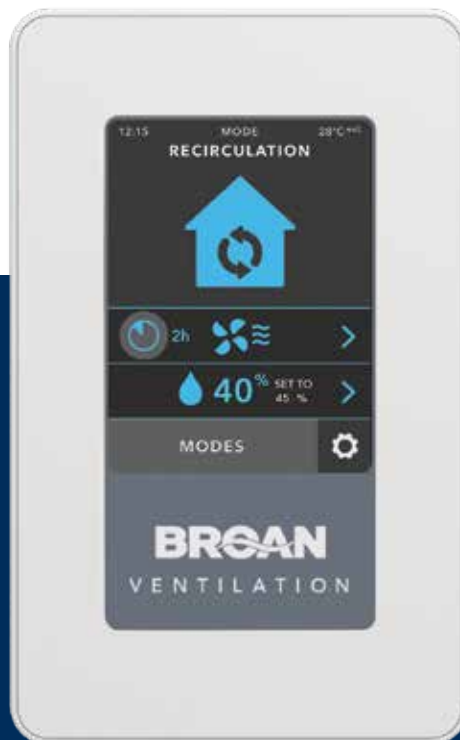 12:15 MODE 28°C
RECIRCULATION
2h
40% SET TO
45 %
MODES
BROAN
VENTILATION